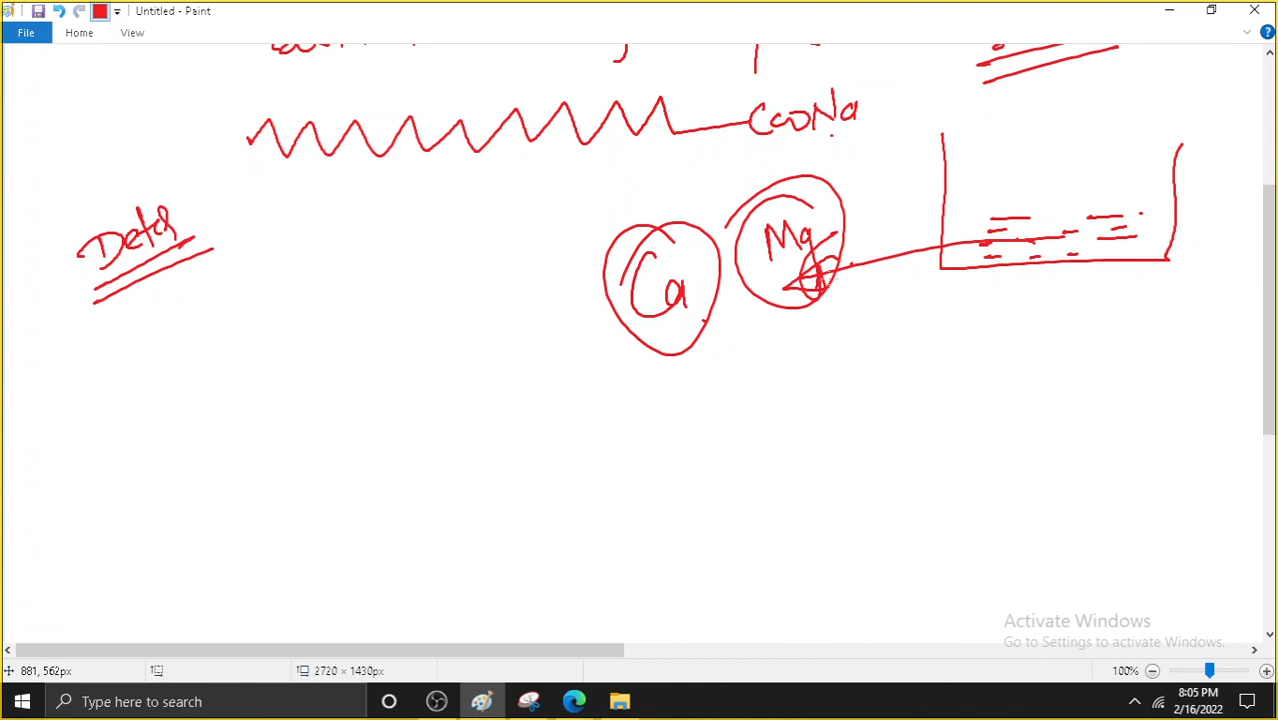 Untitled - Paint
File Home View
COONa
Mg
Ca
Activate Windows
Go to Settings to activate Windows.
881, 562px
2720 × 1430px
100%
Type here to search
8:05 PM
2/16/2022